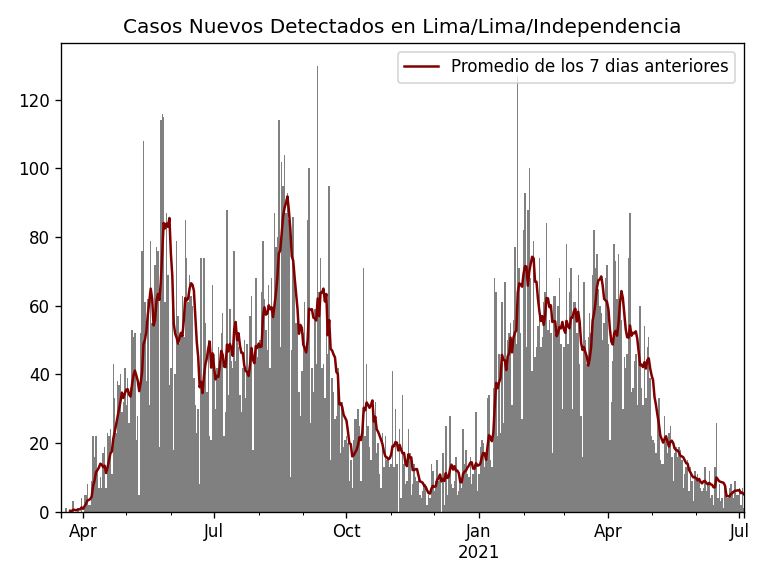 Casos Nuevos Detectados en Lima/Lima/Independencia
Promedio de los 7 dias anteriores
120
100
80
60
40
20
0
Apr Jul Oct Jan Apr Jul
2021